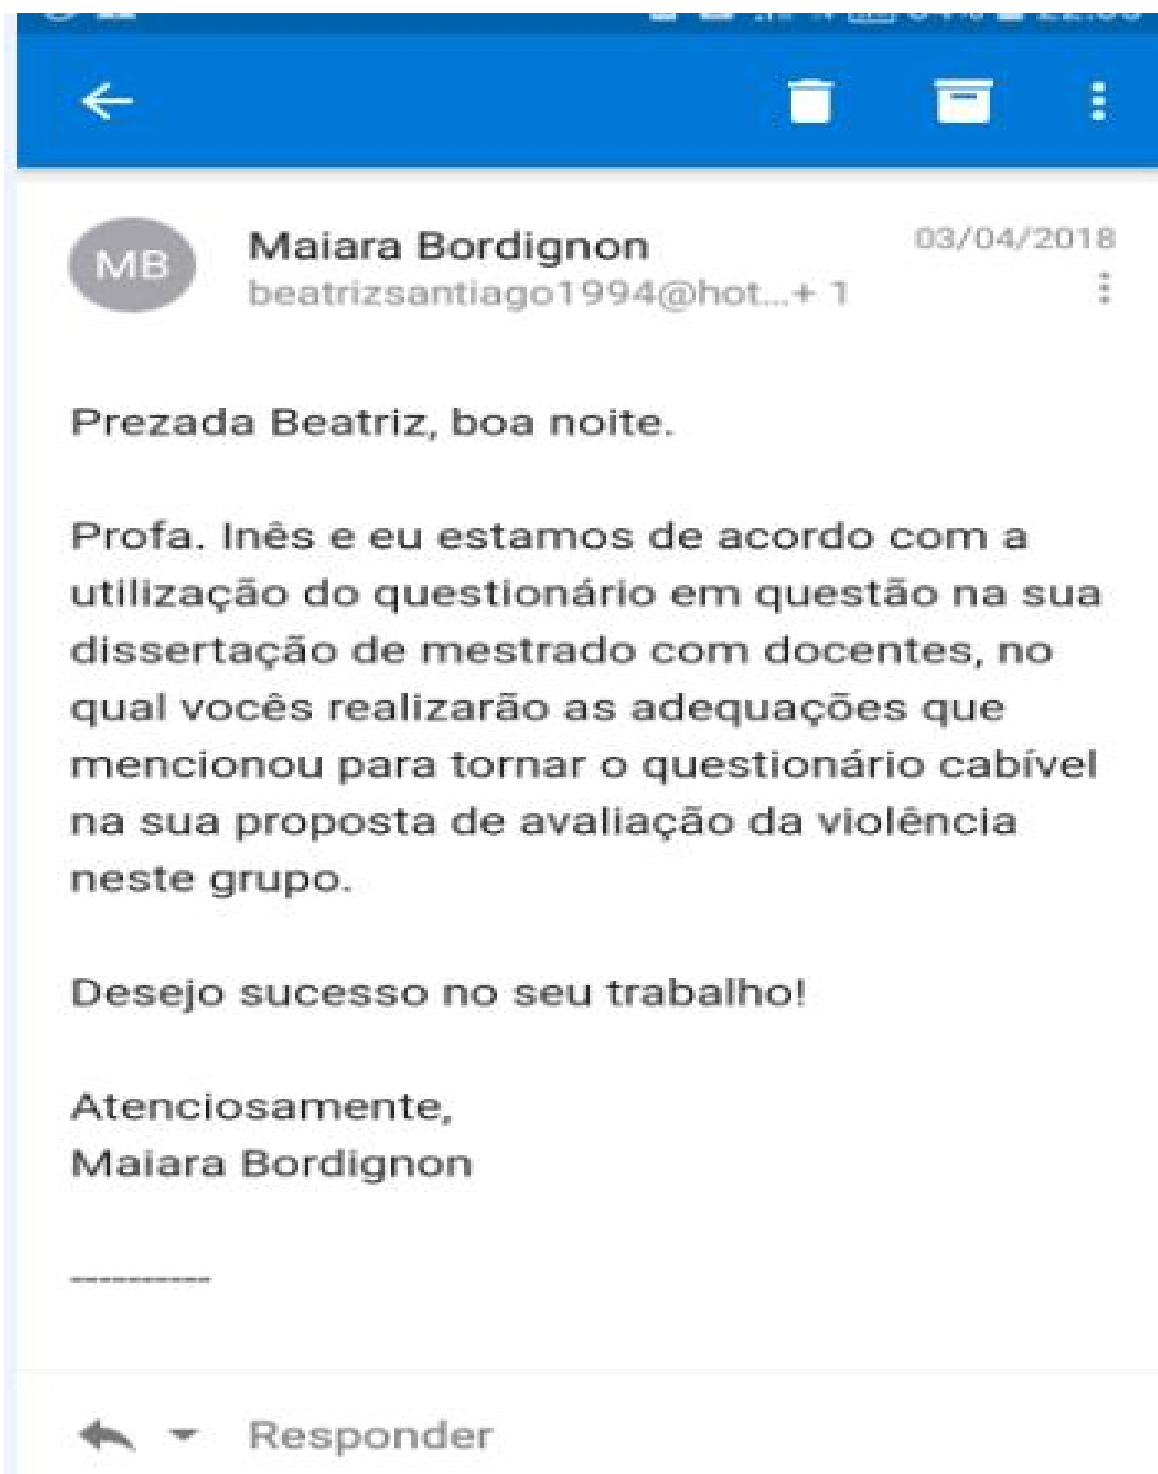 MB
Maiara Bordignon
03/04/2018
beatrizsantiago1994@hot...+ 1
Prezada Beatriz, boa noite.
Profa. Inês e eu estamos de acordo com a
utilização do questionário em questão na sua
dissertação de mestrado com docentes, no
qual vocês realizarão as adequações que
mencionou para tornar o questionário cabível
na sua proposta de avaliação da violência
neste grupo.
Desejo sucesso no seu trabalho!
Atenciosamente,
Maiara Bordignon
----------
Responder